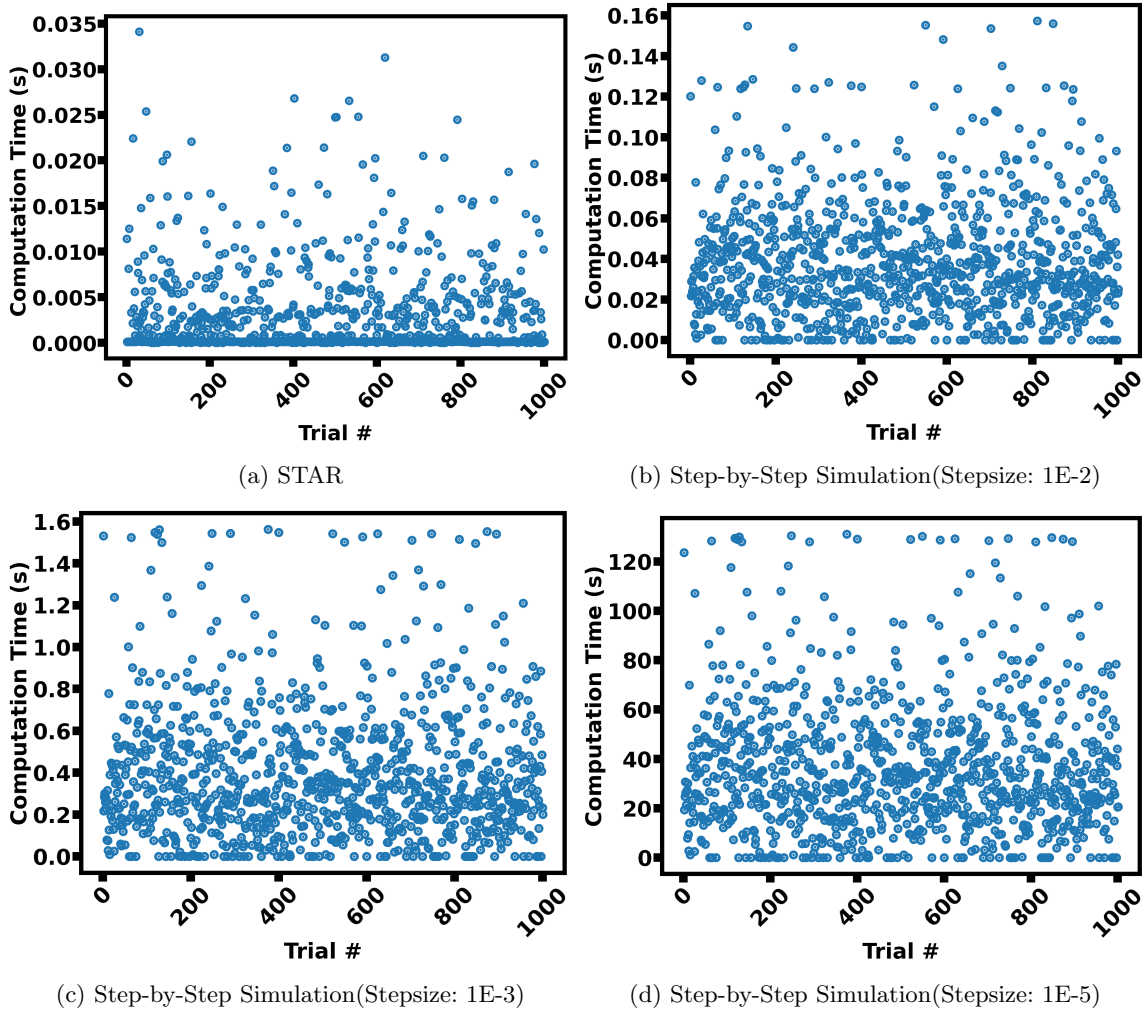 0.035
0.030
0.025
0.020
0.015
0.010
0.005
0.000
Computation Time (s)
0 200 400 600 800 1000
Trial #
(a) STAR
0.16
0.14
0.12
0.10
0.08
0.06
0.04
0.02
0.00
Computation Time (s)
0 200 400 600 800 1000
Trial #
(b) Step-by-Step Simulation(Stepsize: 1E-2)
1.6
1.4
1.2
1.0
0.8
0.6
0.4
0.2
0.0
Computation Time (s)
0 200 400 600 800 1000
Trial #
(c) Step-by-Step Simulation(Stepsize: 1E-3)
120
100
80
60
40
20
0
Computation Time (s)
0 200 400 600 800 1000
Trial #
(d) Step-by-Step Simulation(Stepsize: 1E-5)